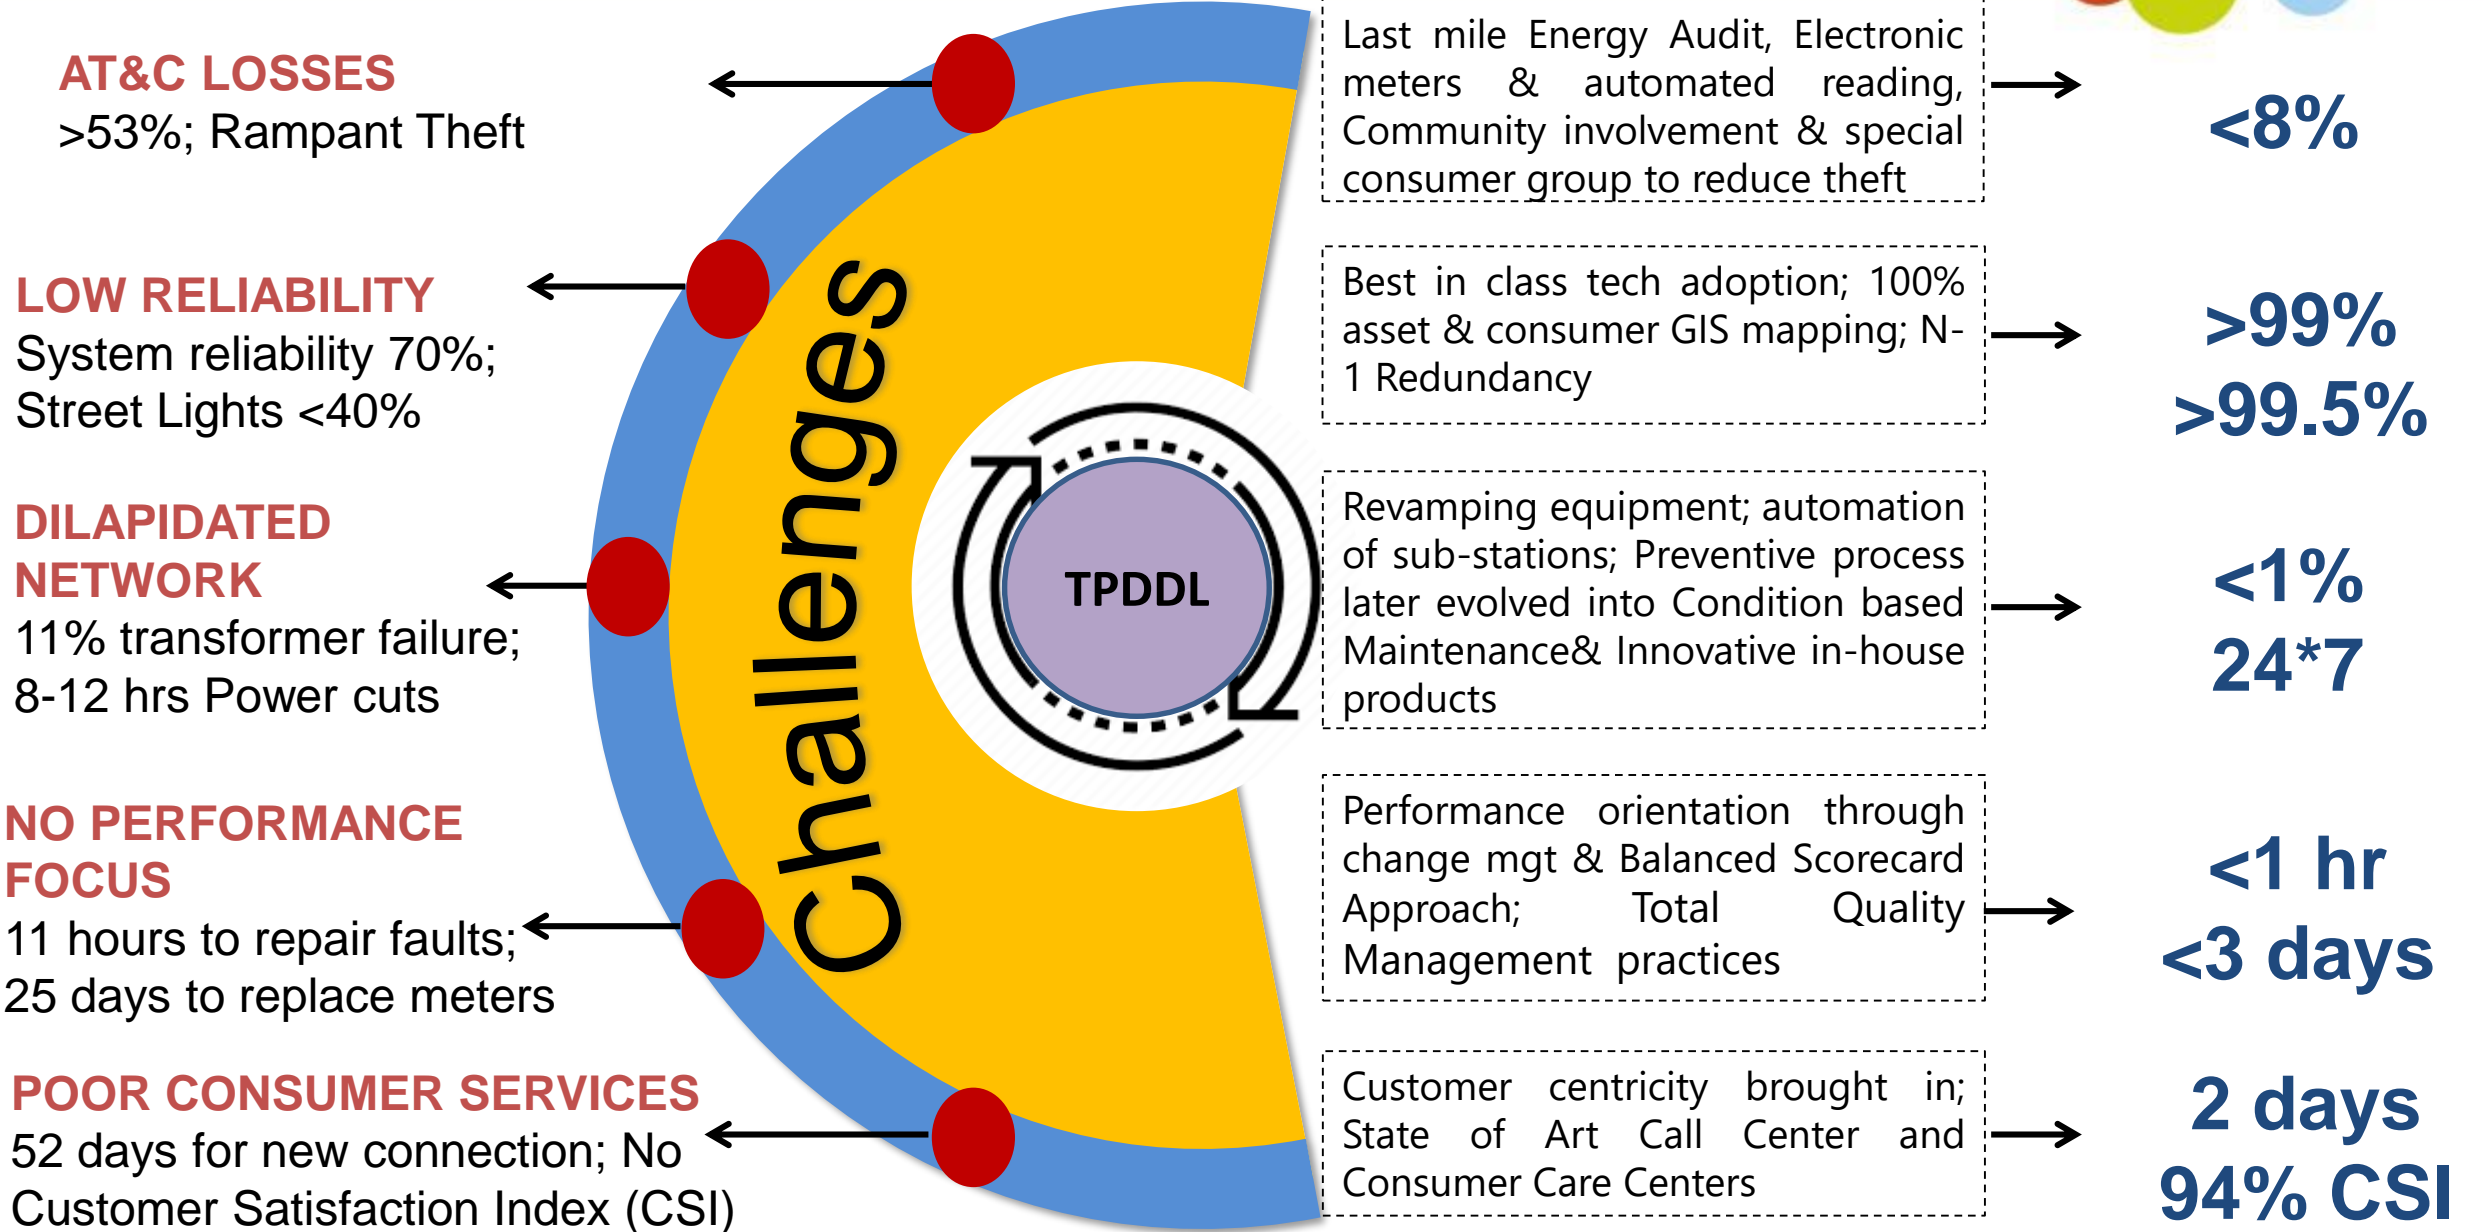 AT&C LOSSES
>53%; Rampant Theft
LOW RELIABILITY
System reliability 70%;
Street Lights <40%
DILAPIDATED
NETWORK
11% transformer failure;
8-12 hrs Power cuts
NO PERFORMANCE
FOCUS
11 hours to repair faults;
25 days to replace meters
POOR CONSUMER SERVICES
52 days for new connection; No
Customer Satisfaction Index (CSI)
Challenges
TPDDL
Last mile Energy Audit, Electronic
meters & automated reading,
Community involvement & special
consumer group to reduce theft
Best in class tech adoption; 100%
asset & consumer GIS mapping; N-
1 Redundancy
Revamping equipment; automation
of sub-stations; Preventive process
later evolved into Condition based
Maintenance& Innovative in-house
products
Performance orientation through
change mgt & Balanced Scorecard
Approach; Total Quality
Management practices
Customer centricity brought in;
State of Art Call Center and
Consumer Care Centers
<8%
>99%
>99.5%
<1%
24*7
<1 hr
<3 days
2 days
94% CSI